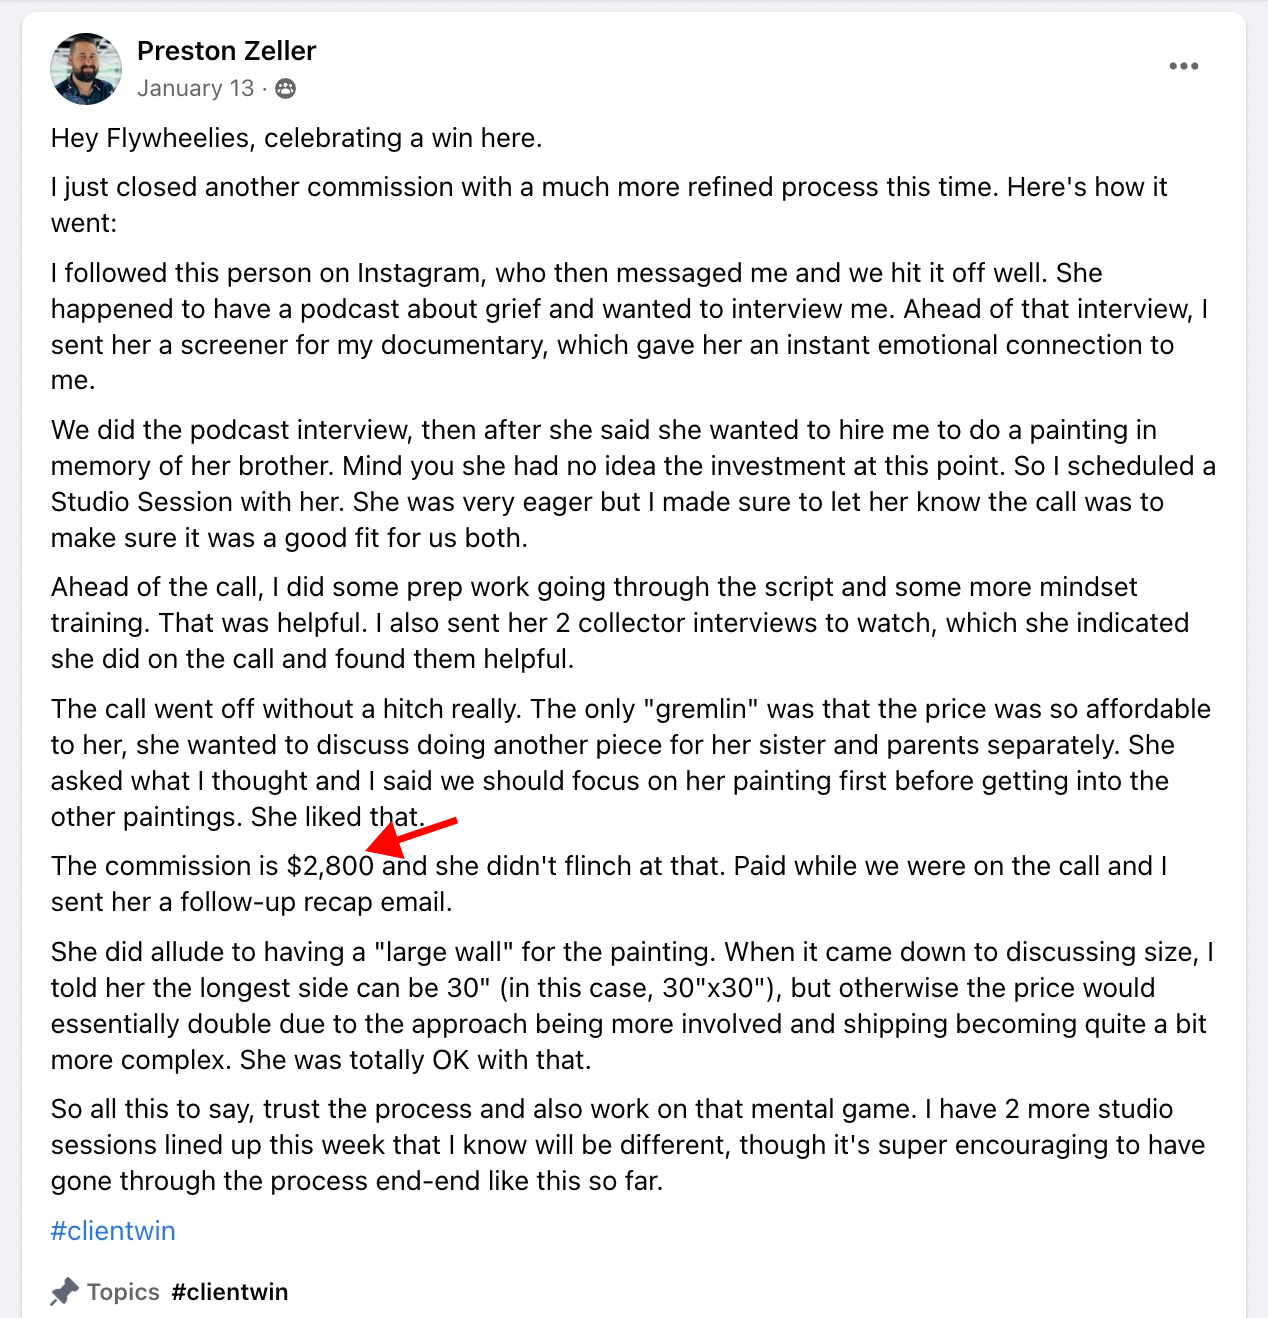 Preston Zeller
January 13 ·
Hey Flywheelies, celebrating a win here.
I just closed another commission with a much more refined process this time. Here's how it
went:
I followed this person on Instagram, who then messaged me and we hit it off well. She
happened to have a podcast about grief and wanted to interview me. Ahead of that interview, I
sent her a screener for my documentary, which gave her an instant emotional connection to
me.
We did the podcast interview, then after she said she wanted to hire me to do a painting in
memory of her brother. Mind you she had no idea the investment at this point. So I scheduled a
Studio Session with her. She was very eager but I made sure to let her know the call was to
make sure it was a good fit for us both.
Ahead of the call, I did some prep work going through the script and some more mindset
training. That was helpful. I also sent her 2 collector interviews to watch, which she indicated
she did on the call and found them helpful.
The call went off without a hitch really. The only "gremlin" was that the price was so affordable
to her, she wanted to discuss doing another piece for her sister and parents separately. She
asked what I thought and I said we should focus on her painting first before getting into the
other paintings. She liked that.
The commission is $2,800 and she didn't flinch at that. Paid while we were on the call and I
sent her a follow-up recap email.
She did allude to having a "large wall" for the painting. When it came down to discussing size, I
told her the longest side can be 30" (in this case, 30"x30"), but otherwise the price would
essentially double due to the approach being more involved and shipping becoming quite a bit
more complex. She was totally OK with that.
So all this to say, trust the process and also work on that mental game. I have 2 more studio
sessions lined up this week that I know will be different, though it's super encouraging to have
gone through the process end-end like this so far.
#clientwin
Topics #clientwin